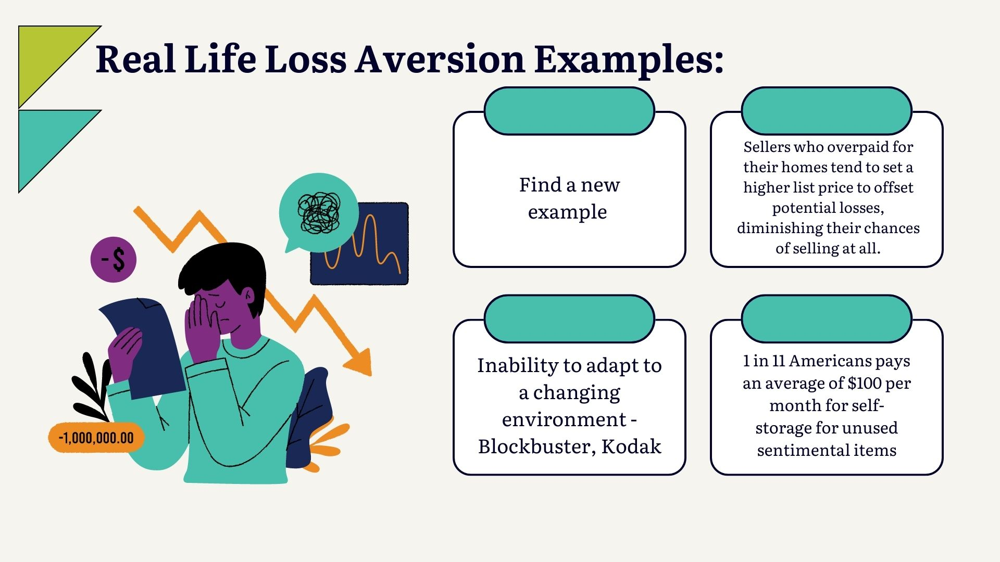 Real Life Loss Aversion Examples:
Find a new
example
Sellers who overpaid for
their homes tend to set a
higher list price to offset
potential losses,
diminishing their chances
of selling at all.
-$
-1,000,000.00
Inability to adapt to
a changing
environment -
Blockbuster, Kodak
1 in 11 Americans pays
an average of $100 per
month for self-
storage for unused
sentimental items